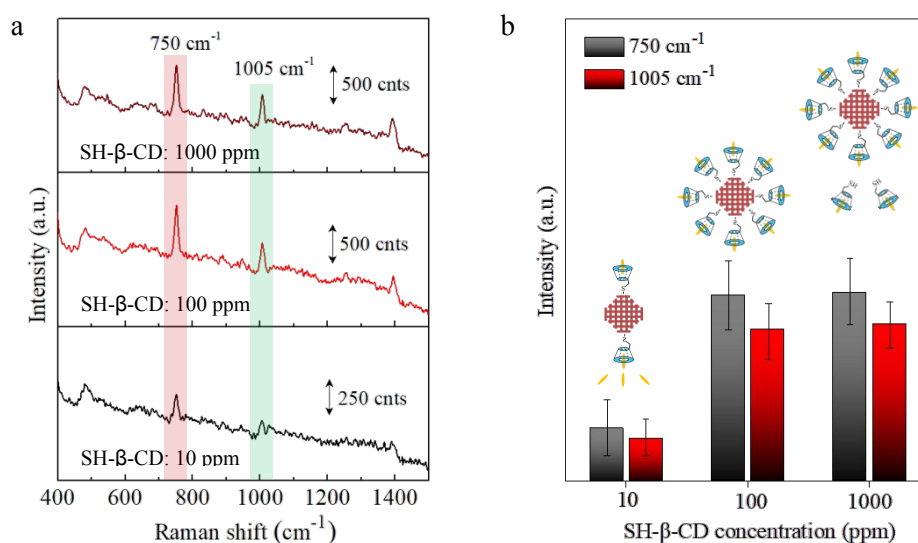 a
750 cm⁻¹
1005 cm⁻¹
500 cnts
SH-β-CD: 1000 ppm
500 cnts
SH-β-CD: 100 ppm
250 cnts
SH-β-CD: 10 ppm
Intensity (a.u.)
400 600 800 1000 1200 1400
Raman shift (cm⁻¹)
b
750 cm⁻¹
1005 cm⁻¹
SH SH
Intensity (a.u.)
10 100 1000
SH-β-CD concentration (ppm)